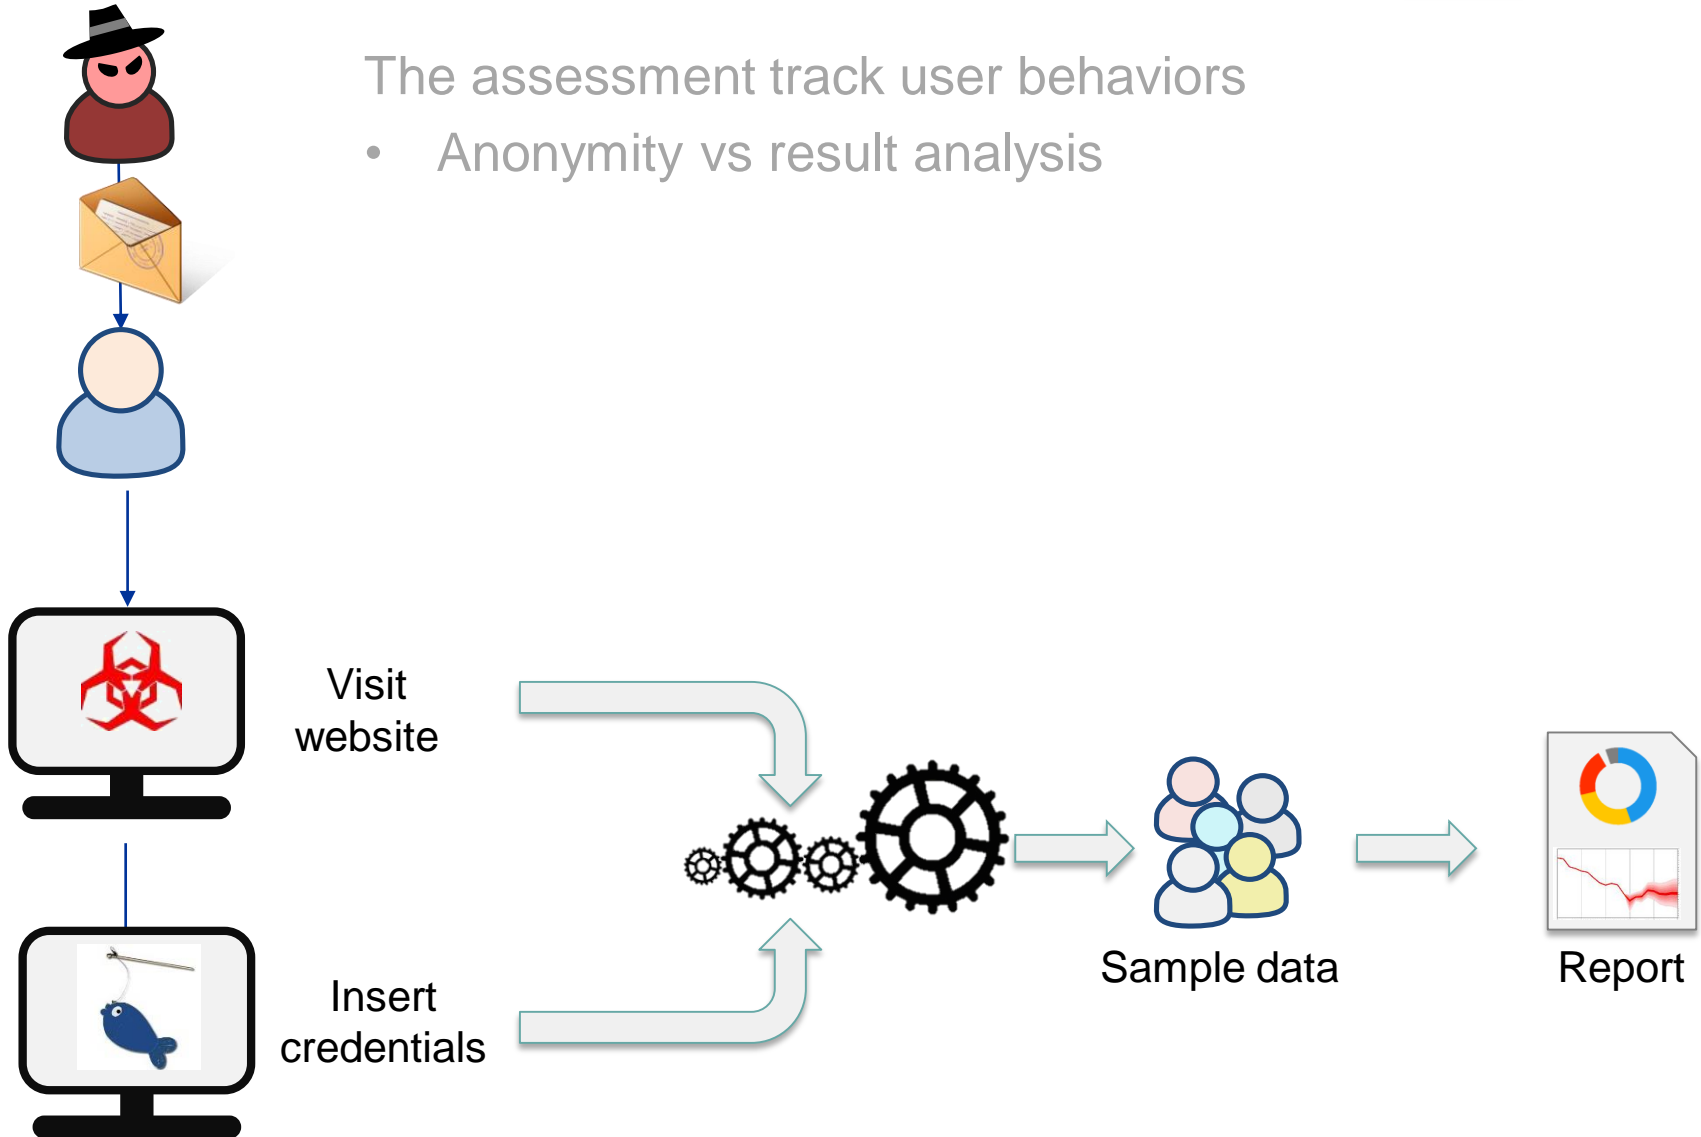 The assessment track user behaviors
• Anonymity vs result analysis
Visit
website
Insert
credentials
Sample data
Report